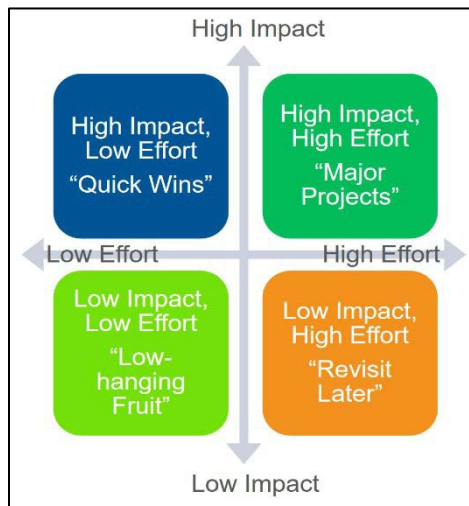 High Impact
High Impact,
Low Effort
“Quick Wins”
High Impact,
High Effort
“Major
Projects”
Low Effort
High Effort
Low Impact,
Low Effort
“Low-
hanging
Fruit”
Low Impact,
High Effort
“Revisit
Later”
Low Impact